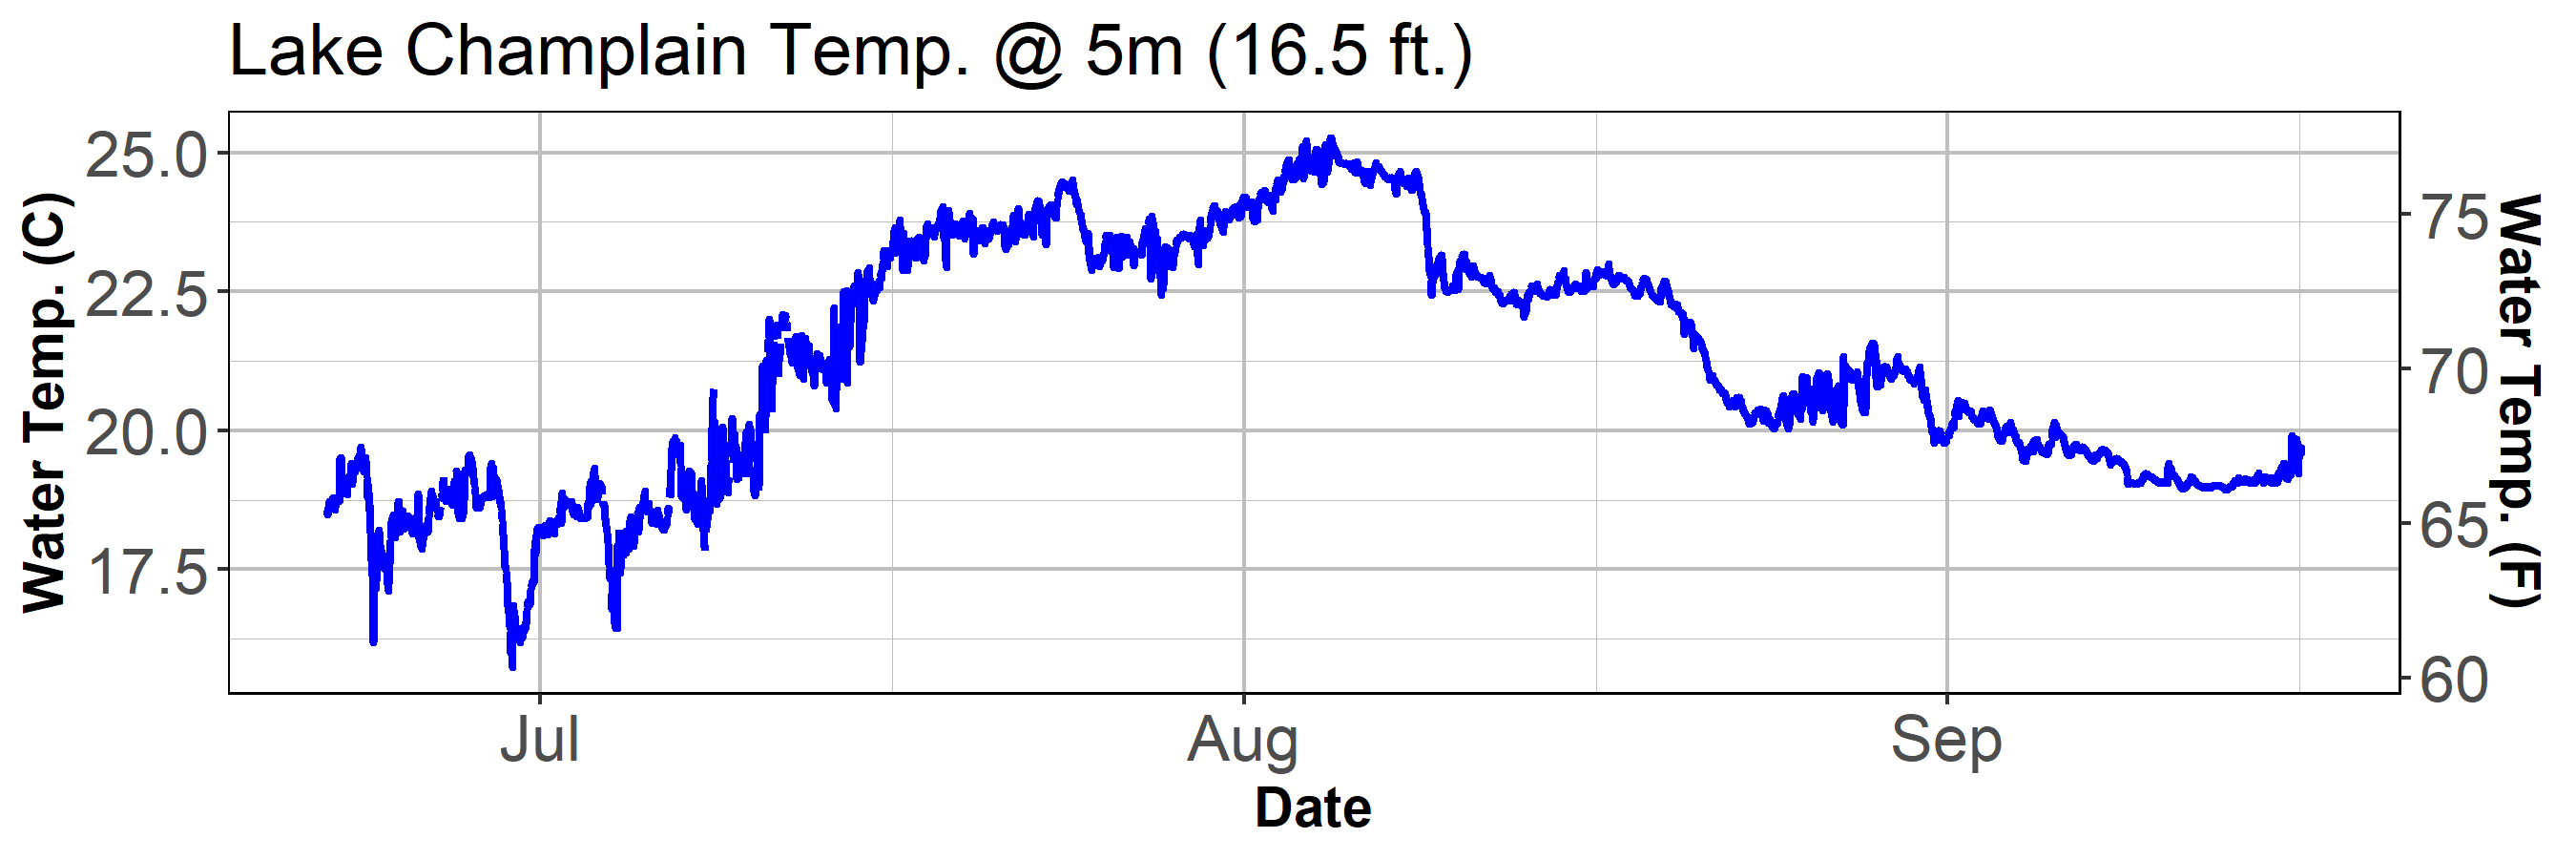 Lake Champlain Temp. @ 5m (16.5 ft.)
Water Temp. (C)
25.0
22.5
20.0
17.5
75
70
65
60
Water Temp. (F)
Jul
Aug
Sep
Date